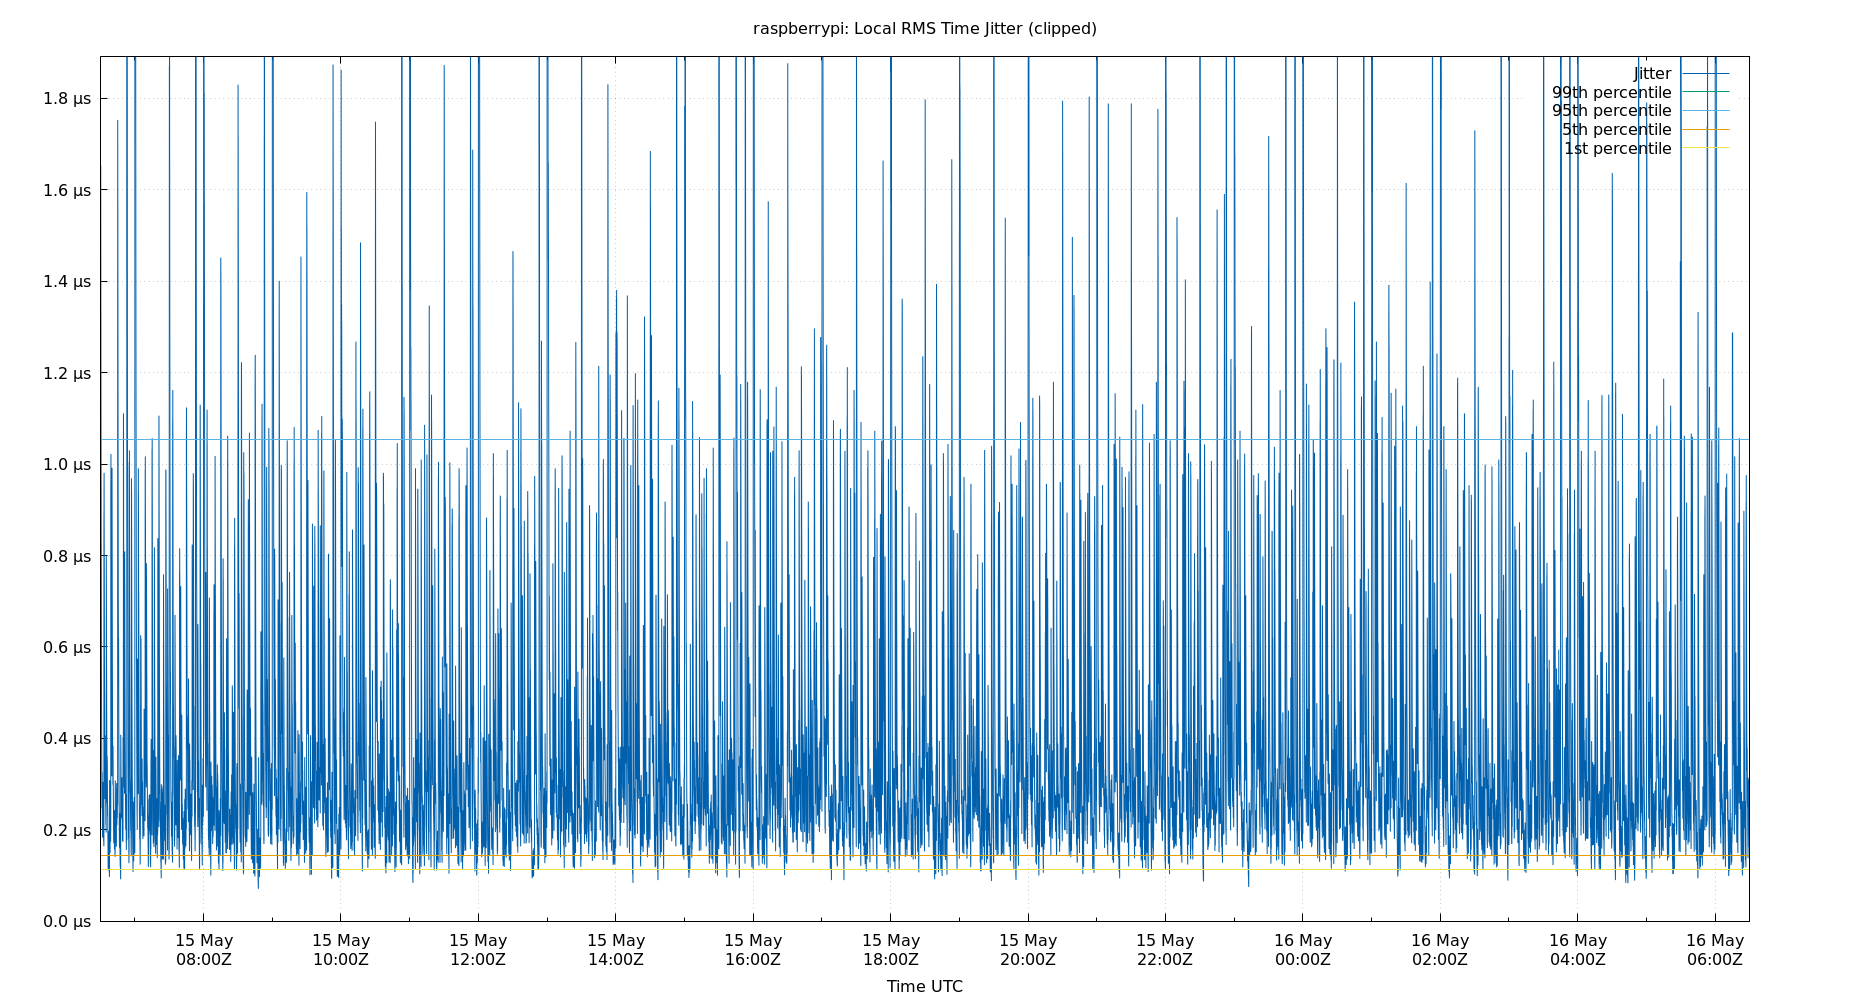 raspberrypi: Local RMS Time Jitter (clipped)
Jitter
99th percentile
95th percentile
5th percentile
1st percentile
1.8 µs
1.6 µs
1.4 µs
1.2 µs
1.0 µs
0.8 µs
0.6 µs
0.4 µs
0.2 µs
0.0 µs
15 May 15 May 15 May 15 May 15 May 15 May 15 May 15 May 16 May 16 May 16 May 16 May
08:00Z 10:00Z 12:00Z 14:00Z 16:00Z 18:00Z 20:00Z 22:00Z 00:00Z 02:00Z 04:00Z 06:00Z
Time UTC